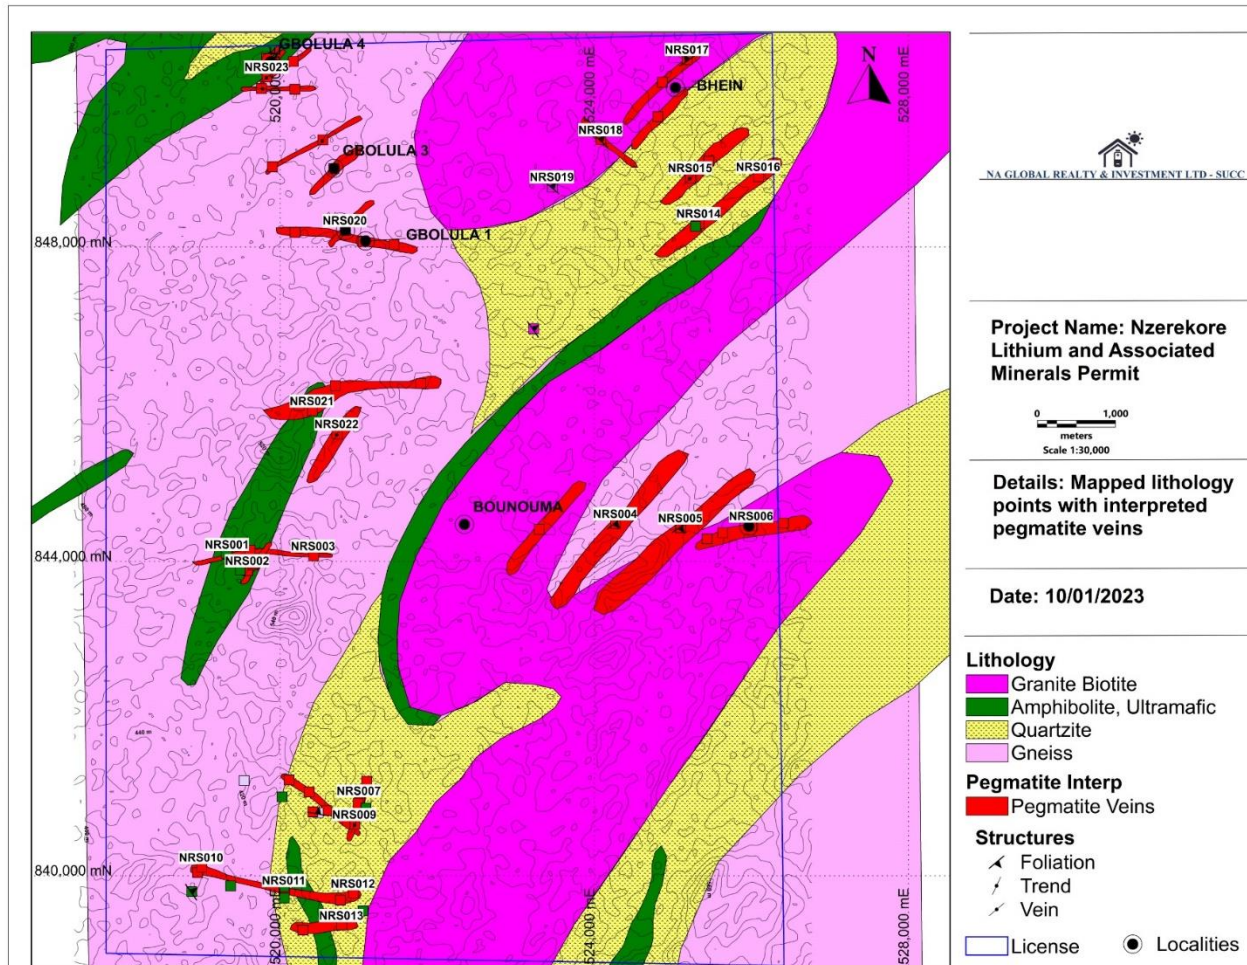 GBOLULA 4
NRS023
520,000 mE
NRS017
BHEIN
524,000 mE
N
528,000 mE
NRS018
GBOLULA 3
NRS019
NRS015
NRS016
NRS020
NRS014
GBOLULA 1
848,000 mN
NRS021
NRS022
BOUNOUMA
NRS004
NRS005
NRS006
NRS001
NRS003
NRS002
844,000 mN
540 m
NRS007
NRS009
NRS010
840,000 mN
NRS011
NRS012
NRS013
520,000 mE
524,000 mE
528,000 mE
NA GLOBAL REALTY & INVESTMENT LTD - SUCC
Project Name: Nzerekore
Lithium and Associated
Minerals Permit
0 1,000
meters
Scale 1:30,000
Details: Mapped lithology
points with interpreted
pegmatite veins
Date: 10/01/2023
Lithology
Granite Biotite
Amphibolite, Ultramafic
Quartzite
Gneiss
Pegmatite Interp
Pegmatite Veins
Structures
Foliation
Trend
Vein
License
Localities